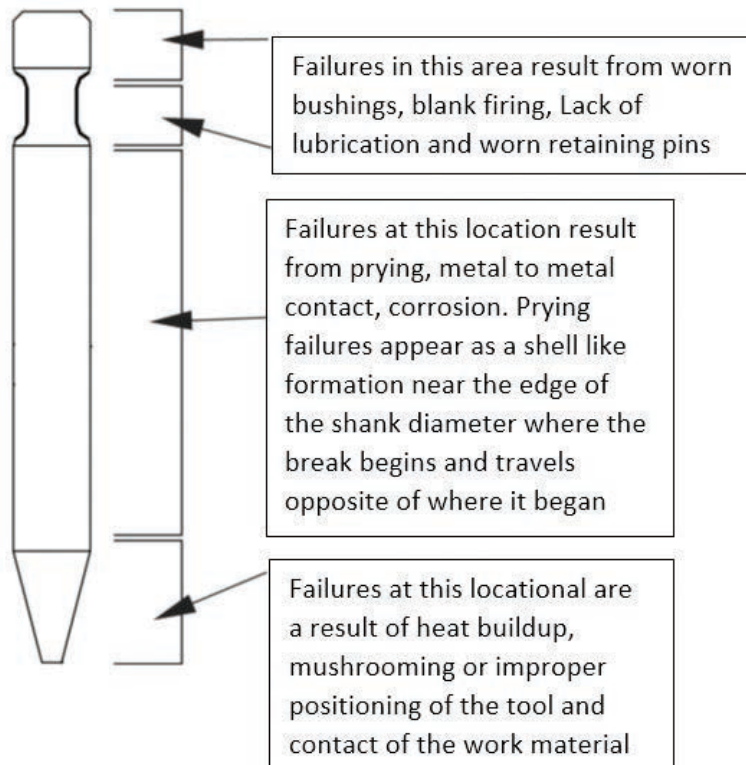 Failures in this area result from worn
bushings, blank firing, Lack of
lubrication and worn retaining pins
Failures at this location result
from prying, metal to metal
contact, corrosion. Prying
failures appear as a shell like
formation near the edge of
the shank diameter where the
break begins and travels
opposite of where it began
Failures at this locational are
a result of heat buildup,
mushrooming or improper
positioning of the tool and
contact of the work material